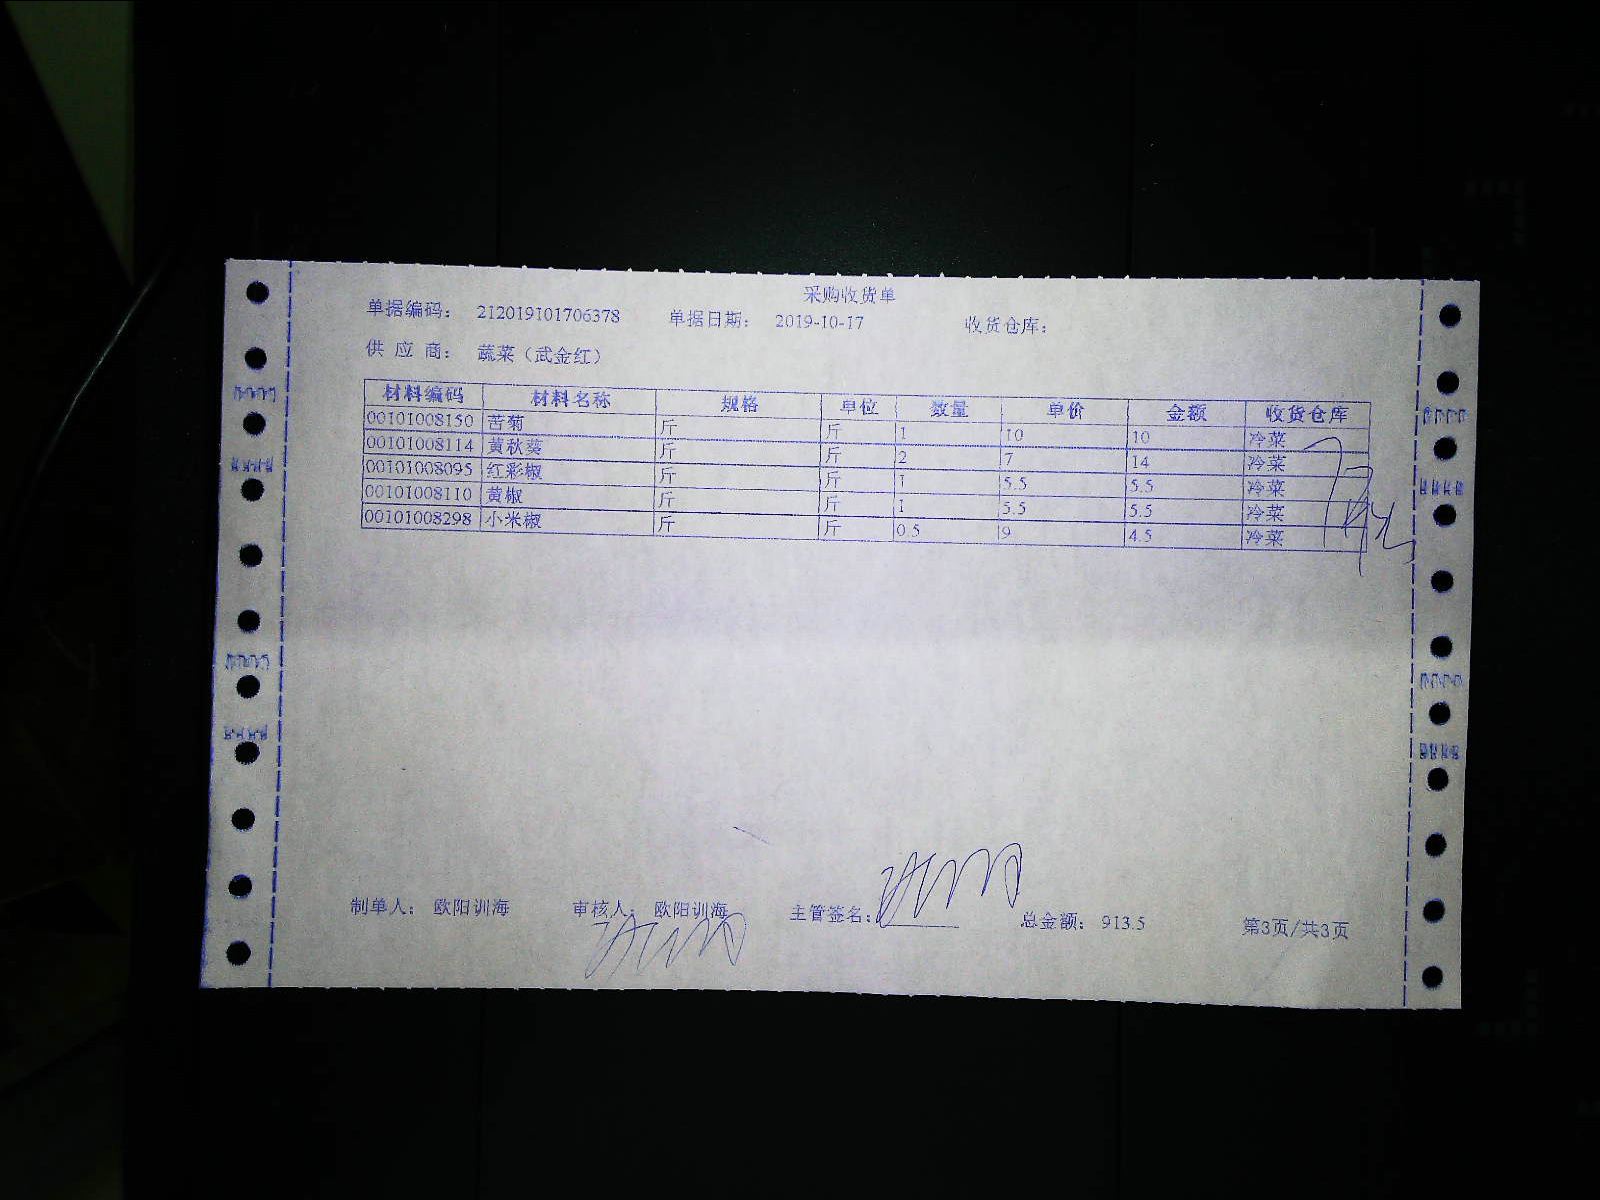 采购收货单
单据编码： 212019101706378 单据日期： 2019-10-17 收货仓库：
供 应 商： 蔬菜（武金红）
材料编码 材料名称 规格 单位 数量 单价 金额 收货仓库
00101008150 苦菊 斤 斤 1 10 10 冷菜
00101008114 黄秋葵 斤 斤 2 7 14 冷菜
00101008095 红彩椒 斤 斤 1 5.5 5.5 冷菜
00101008110 黄椒 斤 斤 1 5.5 5.5 冷菜
00101008298 小米椒 斤 斤 0.5 9 4.5 冷菜
制单人： 欧阳训海 审核人： 欧阳训海 主管签名： 总金额： 913.5 第3页/共3页